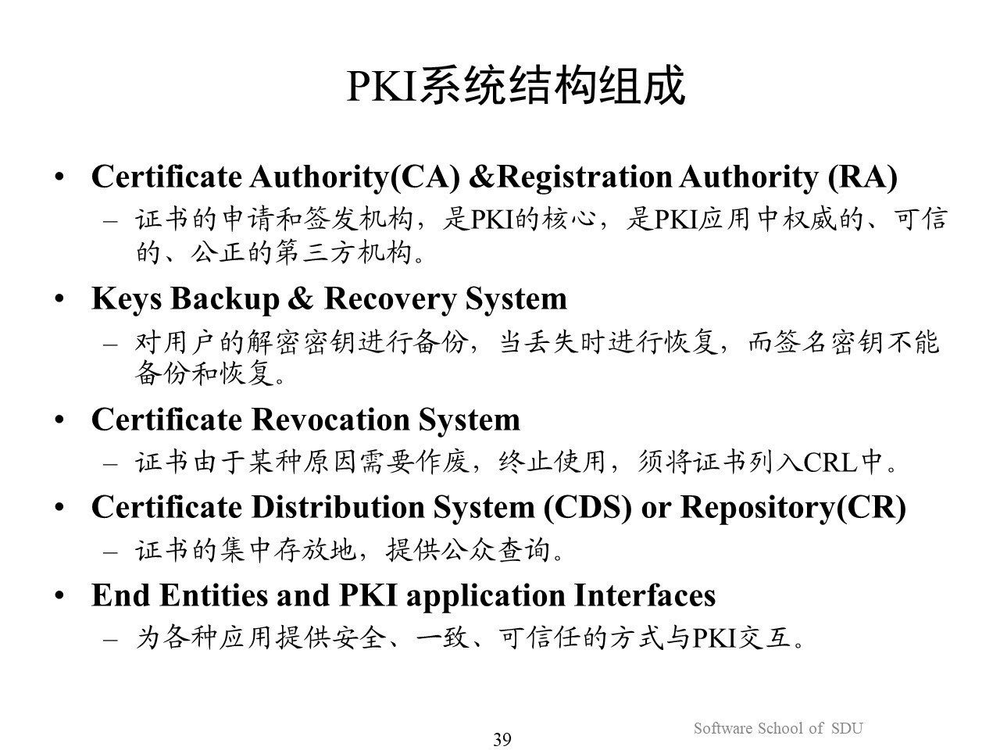 PKI系统结构组成
• Certificate Authority(CA) &Registration Authority (RA)
– 证书的申请和签发机构，是PKI的核心，是PKI应用中权威的、可信
的、公正的第三方机构。
• Keys Backup & Recovery System
– 对用户的解密密钥进行备份，当丢失时进行恢复，而签名密钥不能
备份和恢复。
• Certificate Revocation System
– 证书由于某种原因需要作废，终止使用，须将证书列入CRL中。
• Certificate Distribution System (CDS) or Repository(CR)
– 证书的集中存放地，提供公众查询。
• End Entities and PKI application Interfaces
– 为各种应用提供安全、一致、可信任的方式与PKI交互。
Software School of SDU
39